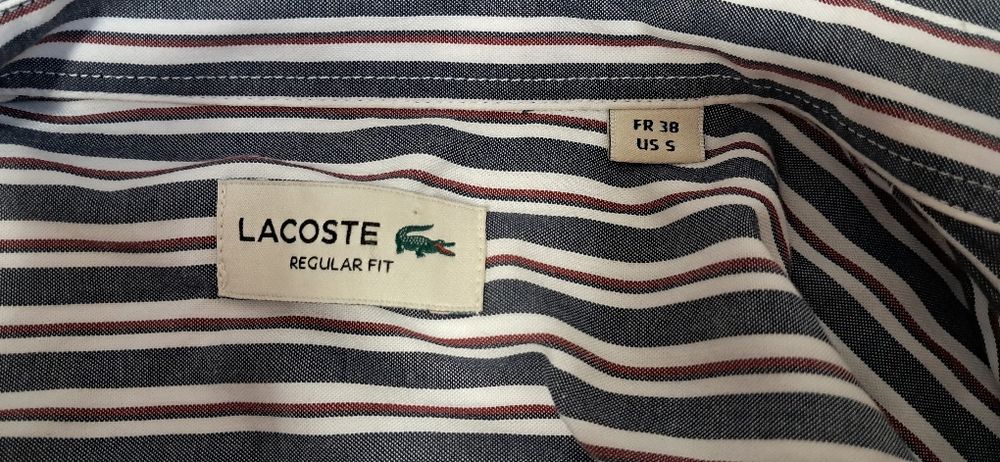 FR 38
US S
LACOSTE
REGULAR FIT